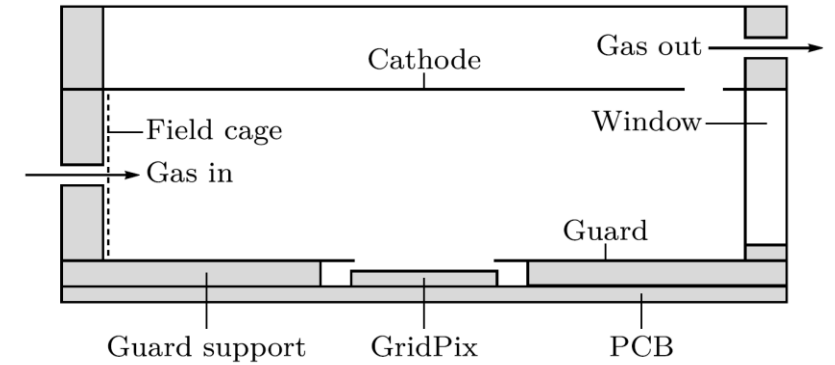 Gas out
Cathode
Window
Field cage
Gas in
Guard
Guard support
GridPix
PCB